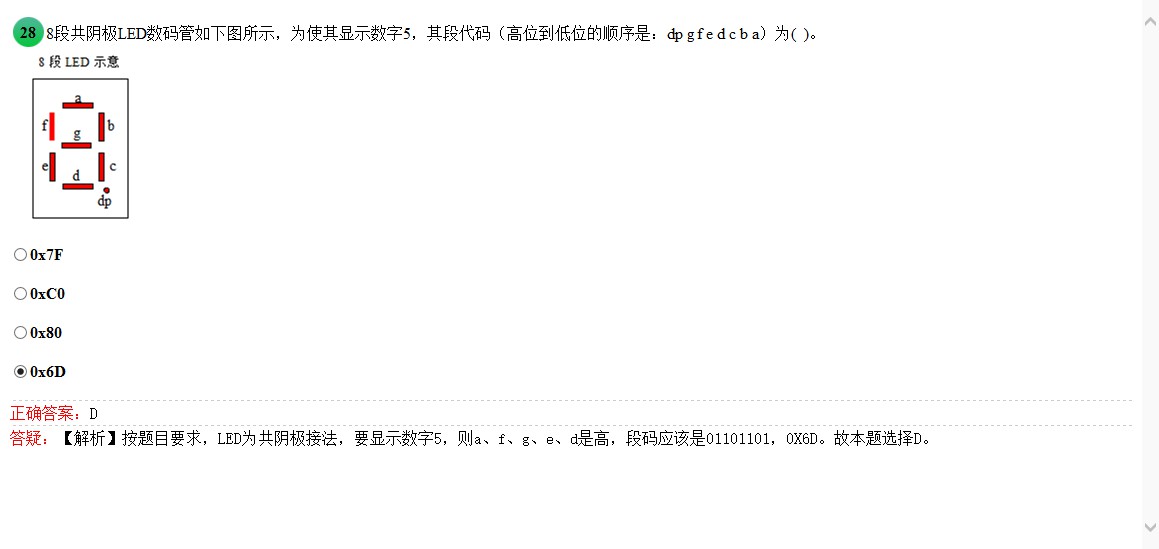 28 8段共阴极LED数码管如下图所示，为使其显示数字5，其段代码（高位到低位的顺序是：dp g f e d c b a）为( )。
8 段 LED 示意
a
f
b
g
e
c
d
dp
0x7F
0xC0
0x80
0x6D
正确答案：D
答疑：【解析】按题目要求，LED为共阴极接法，要显示数字5，则a、f、g、e、d是高，段码应该是01101101，0X6D。故本题选择D。